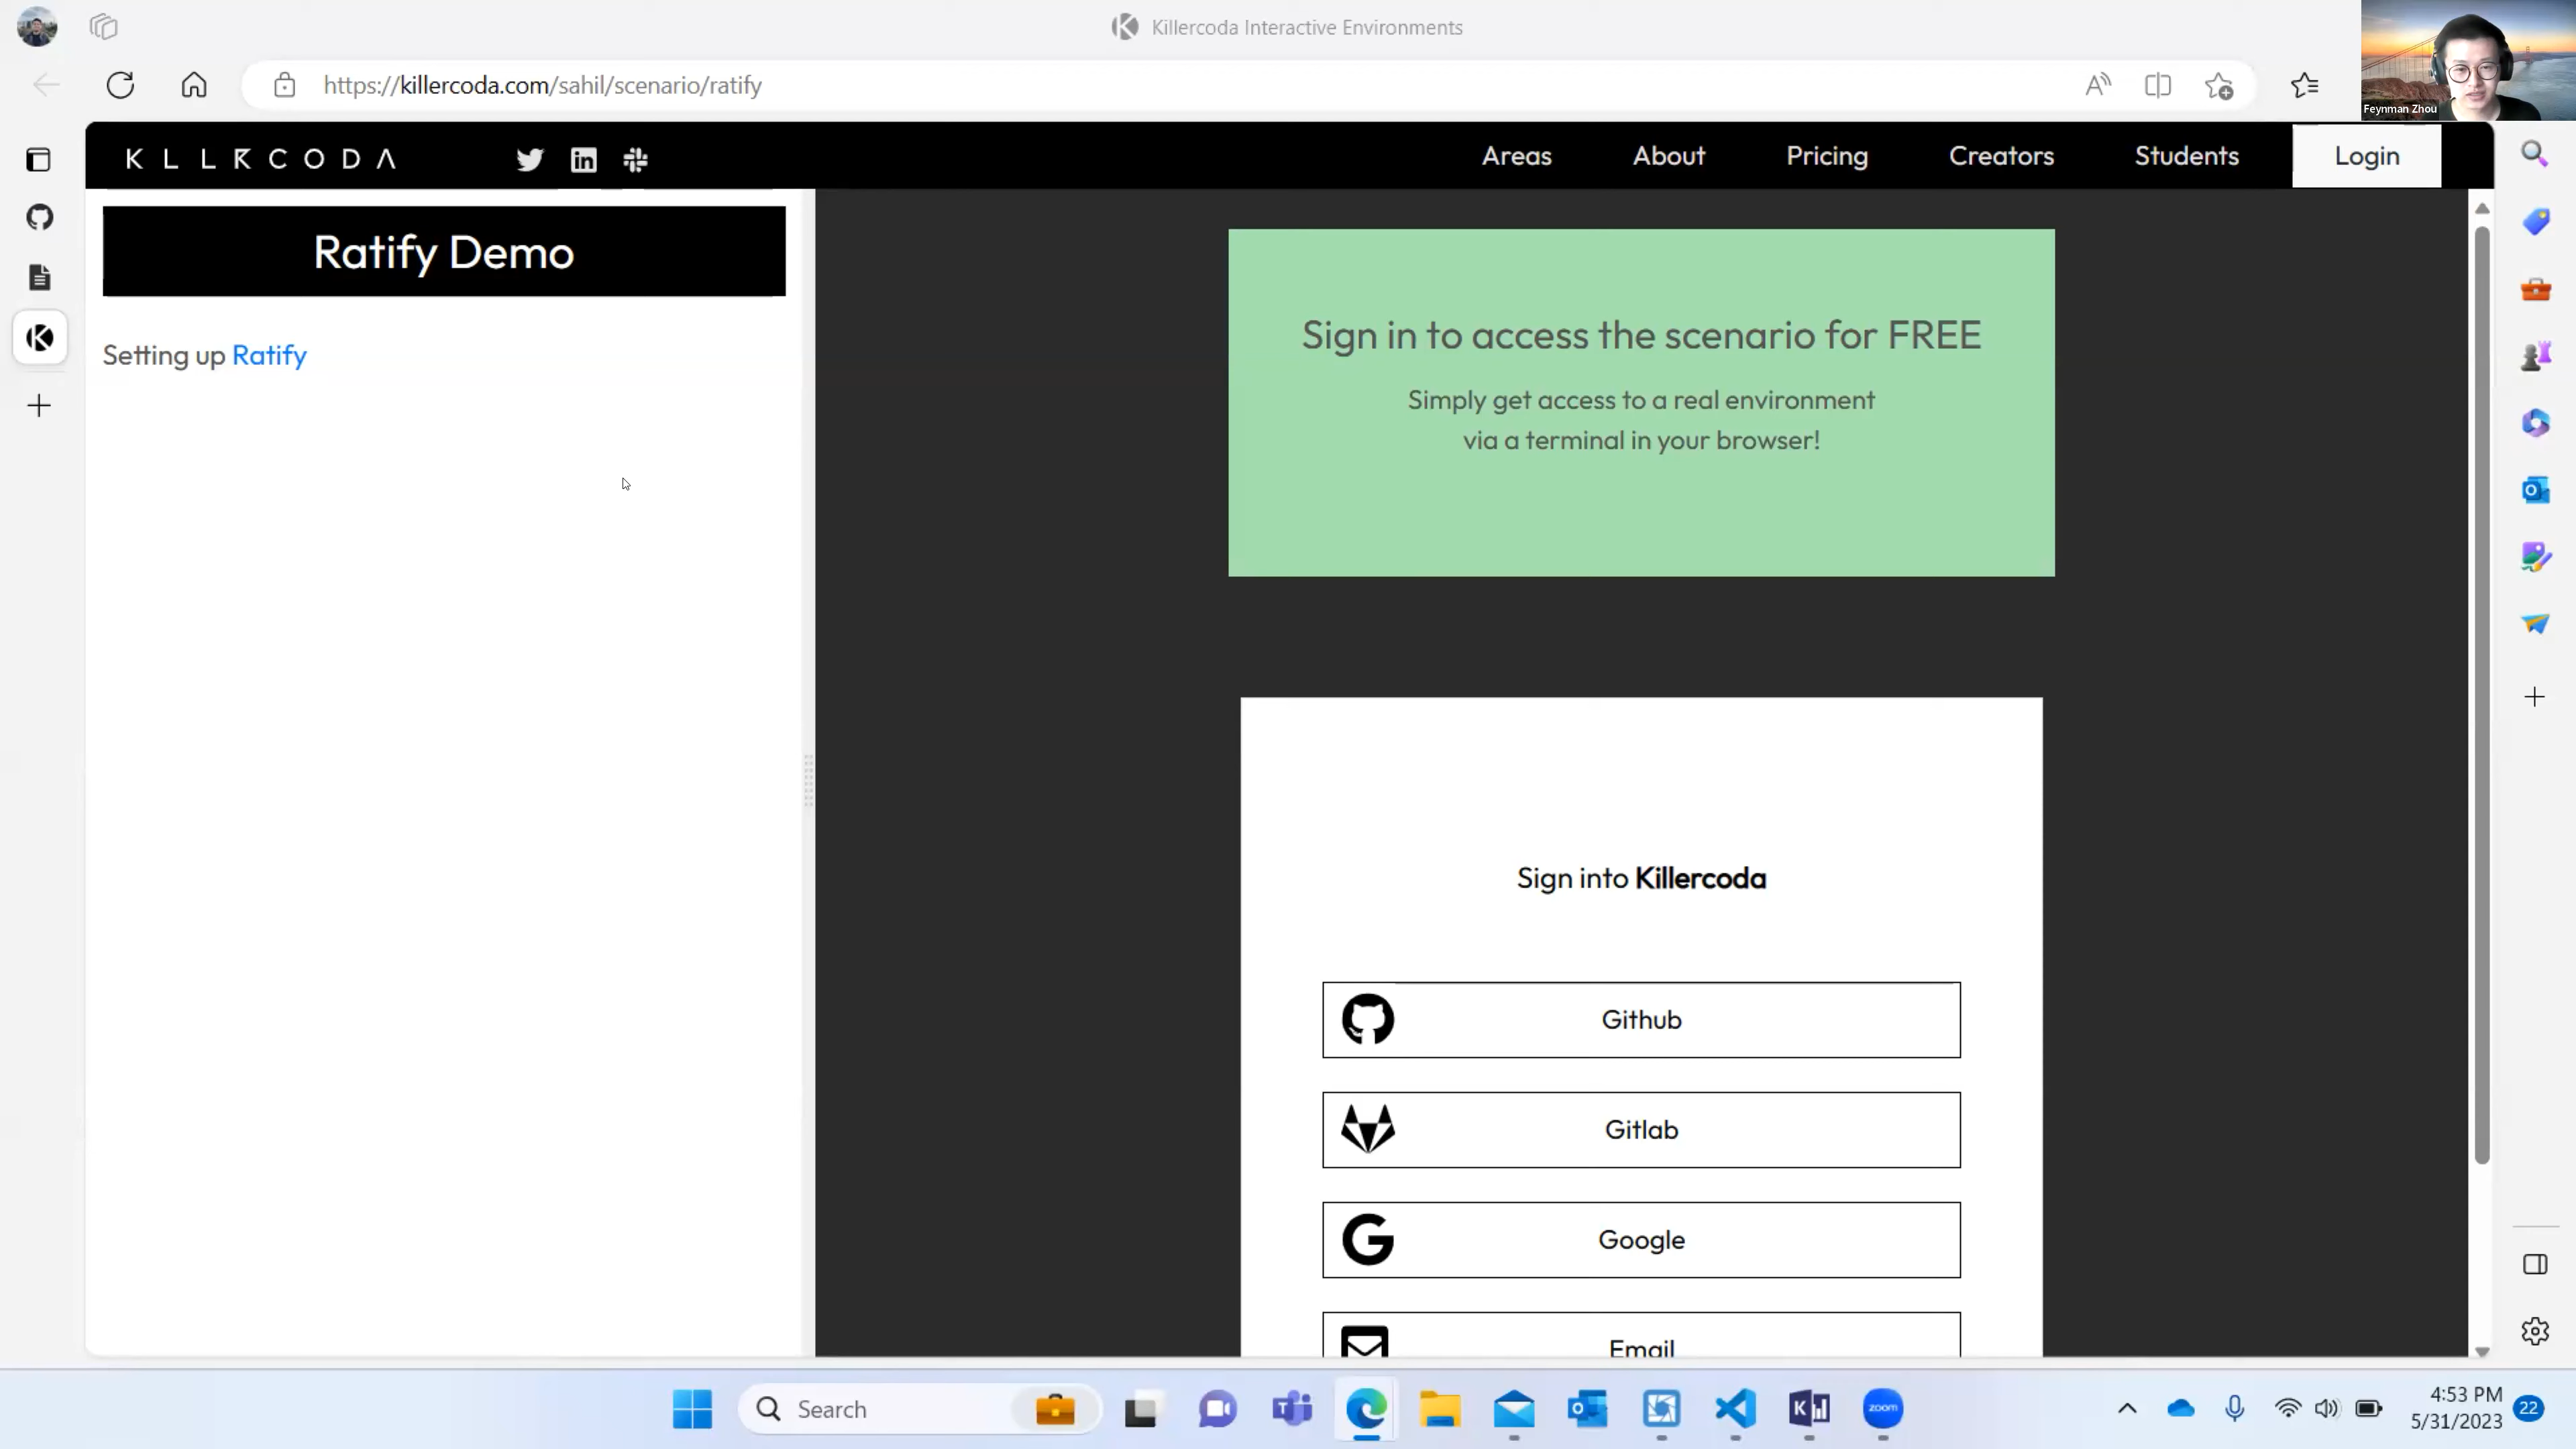 Killercoda Interactive Environments
https://killercoda.com/sahil/scenario/ratify
Feynman Zhou
KLLRCODA
Areas
About
Pricing
Creators
Students
Login
Ratify Demo
Setting up Ratify
Sign in to access the scenario for FREE
Simply get access to a real environment
via a terminal in your browser!
Sign into Killercoda
Github
Gitlab
Google
Email
Search
zoom
4:53 PM
5/31/2023
22